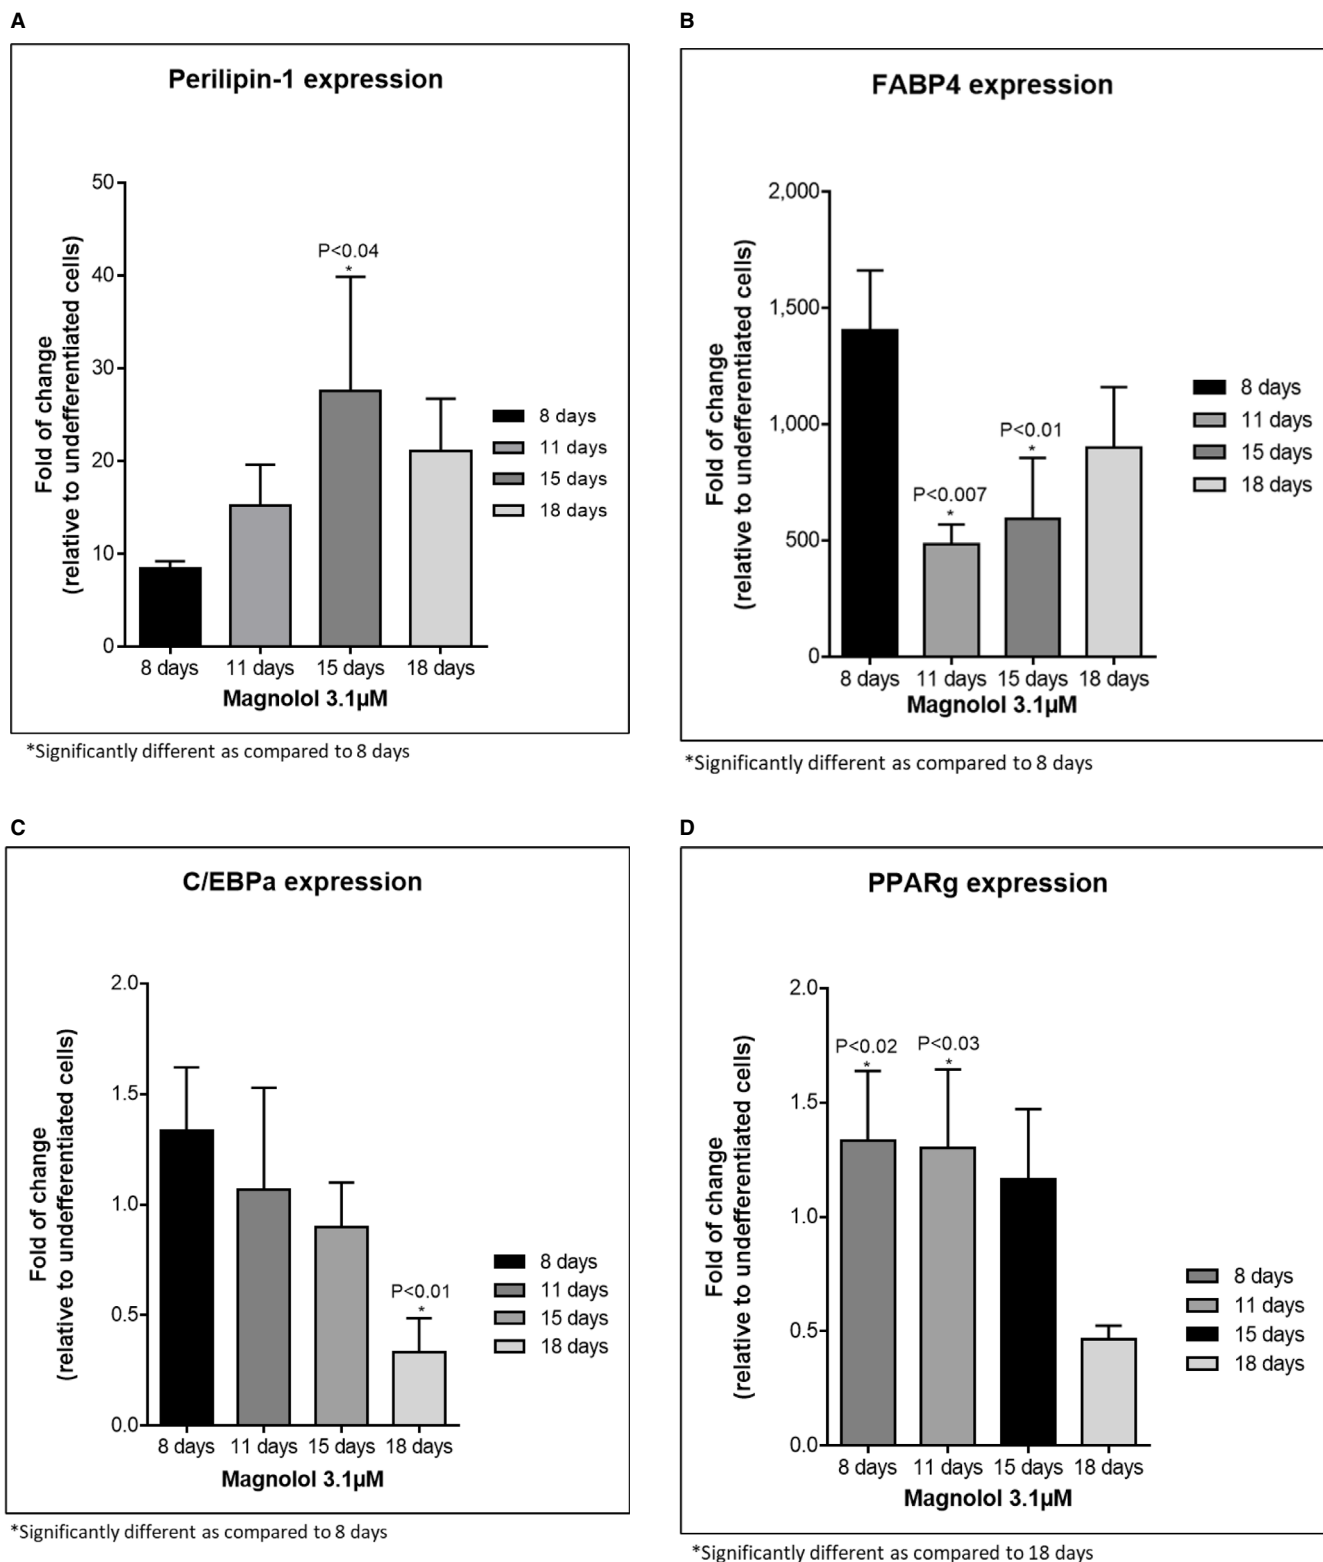 A
Perilipin-1 expression
Fold of change
(relative to undefferentiated cells)
50
40
30
20
10
0
P<0.04
*
8 days
11 days
15 days
18 days
8 days 11 days 15 days 18 days
Magnolol 3.1µM
*Significantly different as compared to 8 days
B
FABP4 expression
Fold of change
(relative to undefferentiated cells)
2,000
1,500
1,000
500
0
P<0.007
*
P<0.01
*
8 days
11 days
15 days
18 days
8 days 11 days 15 days 18 days
Magnolol 3.1µM
*Significantly different as compared to 8 days
C
C/EBPa expression
Fold of change
(relative to undefferentiated cells)
2.0
1.5
1.0
0.5
0.0
P<0.01
*
8 days
11 days
15 days
18 days
8 days 11 days 15 days 18 days
Magnolol 3.1µM
*Significantly different as compared to 8 days
D
PPARg expression
Fold of change
(relative to undefferentiated cells)
2.0
1.5
1.0
0.5
0.0
P<0.02
*
P<0.03
*
8 days
11 days
15 days
18 days
8 days 11 days 15 days 18 days
Magnolol 3.1µM
*Significantly different as compared to 18 days